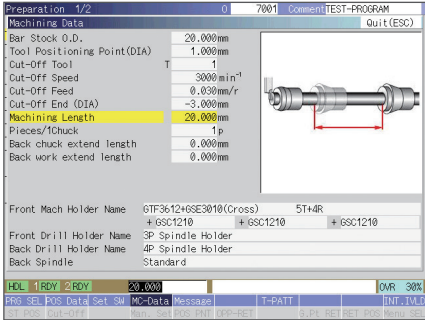 Preparation 1/2 0 7001 Comment TEST-PROGRAM
Machining Data Quit(ESC)
Bar Stock O.D. 20.000mm
Tool Positioning Point(DIA) 1.000mm
Cut-Off Tool T 1
Cut-Off Speed 3000 min⁻¹
Cut-Off Feed 0.030mm/r
Cut-Off End (DIA) -3.000mm
Machining Length 20.000mm
Pieces/1Chuck 1p
Back chuck extend length 0.000mm
Back work extend length 0.000mm
Front Mach Holder Name GTF3612+GSE3010(Cross) 5T+4R
+GSC1210 +GSC1210 +GSC1210
Front Drill Holder Name 3P Spindle Holder
Back Drill Holder Name 4P Spindle Holder
Back Spindle Standard
HDL 1 RDY 2 RDY 20.000 OVR 30%
PRG SEL POS Data Set SW MC-Data Message T-PATT INT.IVLD
ST POS Cut-Off Man. Set POS PNT OPP-RET G.Pt RET RET POS Menu SEL